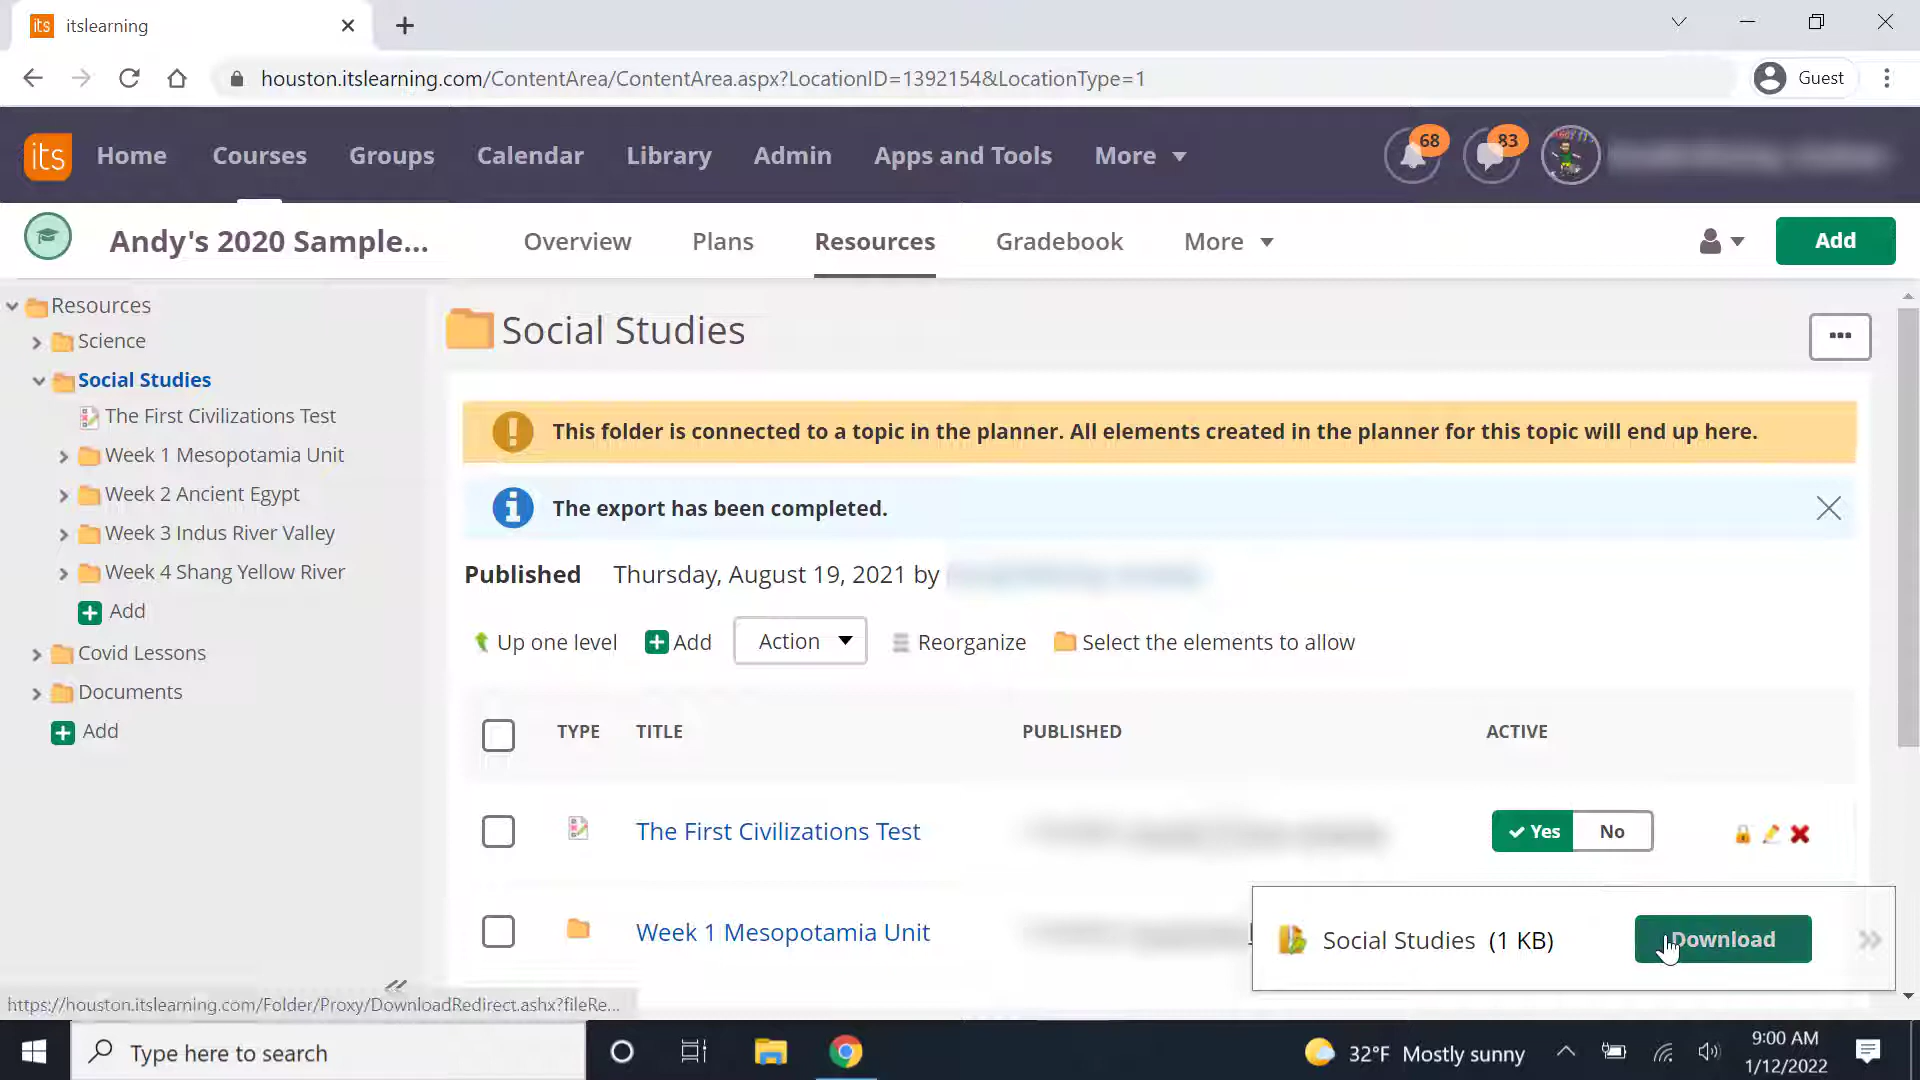 its itslearning
houston.itslearning.com/ContentArea/ContentArea.aspx?LocationID=1392154&LocationType=1 Guest
its Home Courses Groups Calendar Library Admin Apps and Tools More 68 83
Andy's 2020 Sample... Overview Plans Resources Gradebook More Add
Resources
Science
Social Studies
The First Civilizations Test
Week 1 Mesopotamia Unit
Week 2 Ancient Egypt
Week 3 Indus River Valley
Week 4 Shang Yellow River
Add
Covid Lessons
Documents
Add
Social Studies
This folder is connected to a topic in the planner. All elements created in the planner for this topic will end up here.
The export has been completed.
Published Thursday, August 19, 2021 by
Up one level Add Action Reorganize Select the elements to allow
TYPE TITLE PUBLISHED ACTIVE
The First Civilizations Test Yes No
Week 1 Mesopotamia Unit
Social Studies (1 KB) Download
https://houston.itslearning.com/Folder/Proxy/DownloadRedirect.ashx?fileRe...
Type here to search 32°F Mostly sunny 9:00 AM
1/12/2022